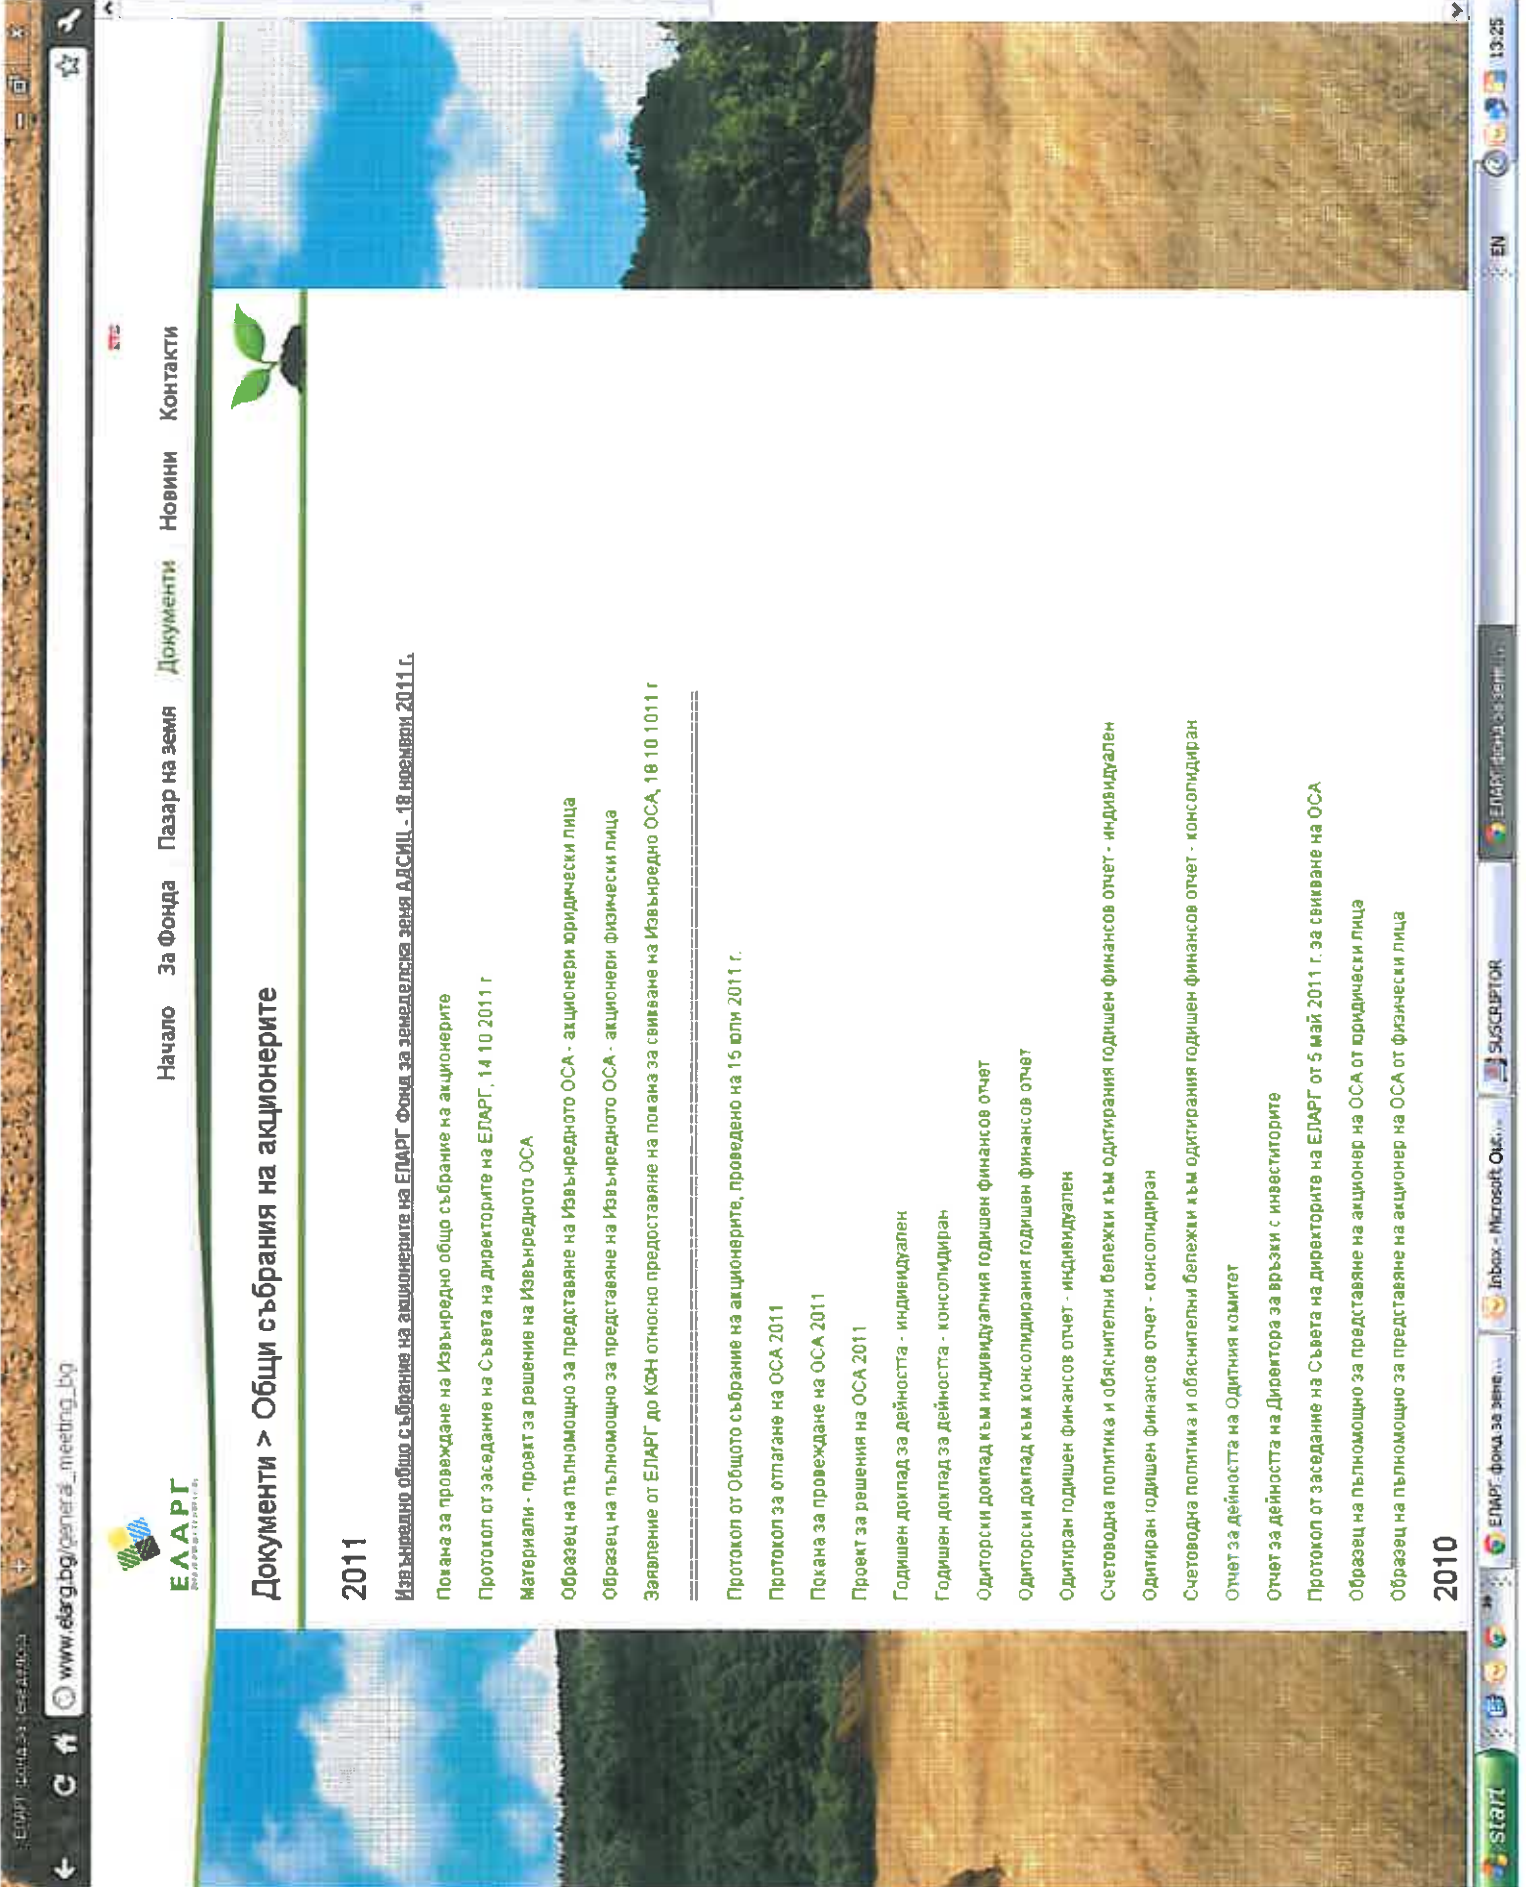 ЕЛАРГ фонд за земеделска
www.elarg.bg/general_meeting_bg
ЕЛАРГ
Начало За Фонда Пазар на земя Документи Новини Контакти
Документи > Общи събрания на акционерите
2011
Извънредно общо събрание на акционерите на ЕЛАРГ Фонд за земеделска земя АДСИЦ - 18 ноември 2011 г.
Покана за провеждане на Извънредно общо събрание на акционерите
Протокол от заседание на Съвета на директорите на ЕЛАРГ, 14 10 2011 г
Материали - проект за решение на Извънредното ОСА
Образец на пълномощно за представяне на Извънредното ОСА - акционери юридически лица
Образец на пълномощно за представяне на Извънредното ОСА - акционери физически лица
Заявление от ЕЛАРГ до КФН относно предоставяне на покана за свикване на Извънредно ОСА, 18 10 1011 г
Протокол от Общото събрание на акционерите, проведено на 15 юли 2011 г.
Протокол за отлагане на ОСА 2011
Покана за провеждане на ОСА 2011
Проект за решения на ОСА 2011
Годишен доклад за дейността - индивидуален
Годишен доклад за дейността - консолидиран
Одиторски доклад към индивидуалния годишен финансов отчет
Одиторски доклад към консолидирания годишен финансов отчет
Одитиран годишен финансов отчет - индивидуален
Счетоводна политика и обяснителни бележки към одитирания годишен финансов отчет - индивидуален
Одитиран годишен финансов отчет - консолидиран
Счетоводна политика и обяснителни бележки към одитирания годишен финансов отчет - консолидиран
Отчет за дейността на Одитния комитет
Отчет за дейността на Директора за връзки с инвеститорите
Протокол от заседание на Съвета на директорите на ЕЛАРГ от 5 май 2011 г. за свикване на ОСА
Образец на пълномощно за представяне на акционер на ОСА от юридически лица
Образец на пълномощно за представяне на акционер на ОСА от физически лица
2010
start ЕЛАРГ фонд за земе... Inbox - Microsoft Out... SUSCRIPTOR ЕЛАРГ фонд за земе... EN 13:25